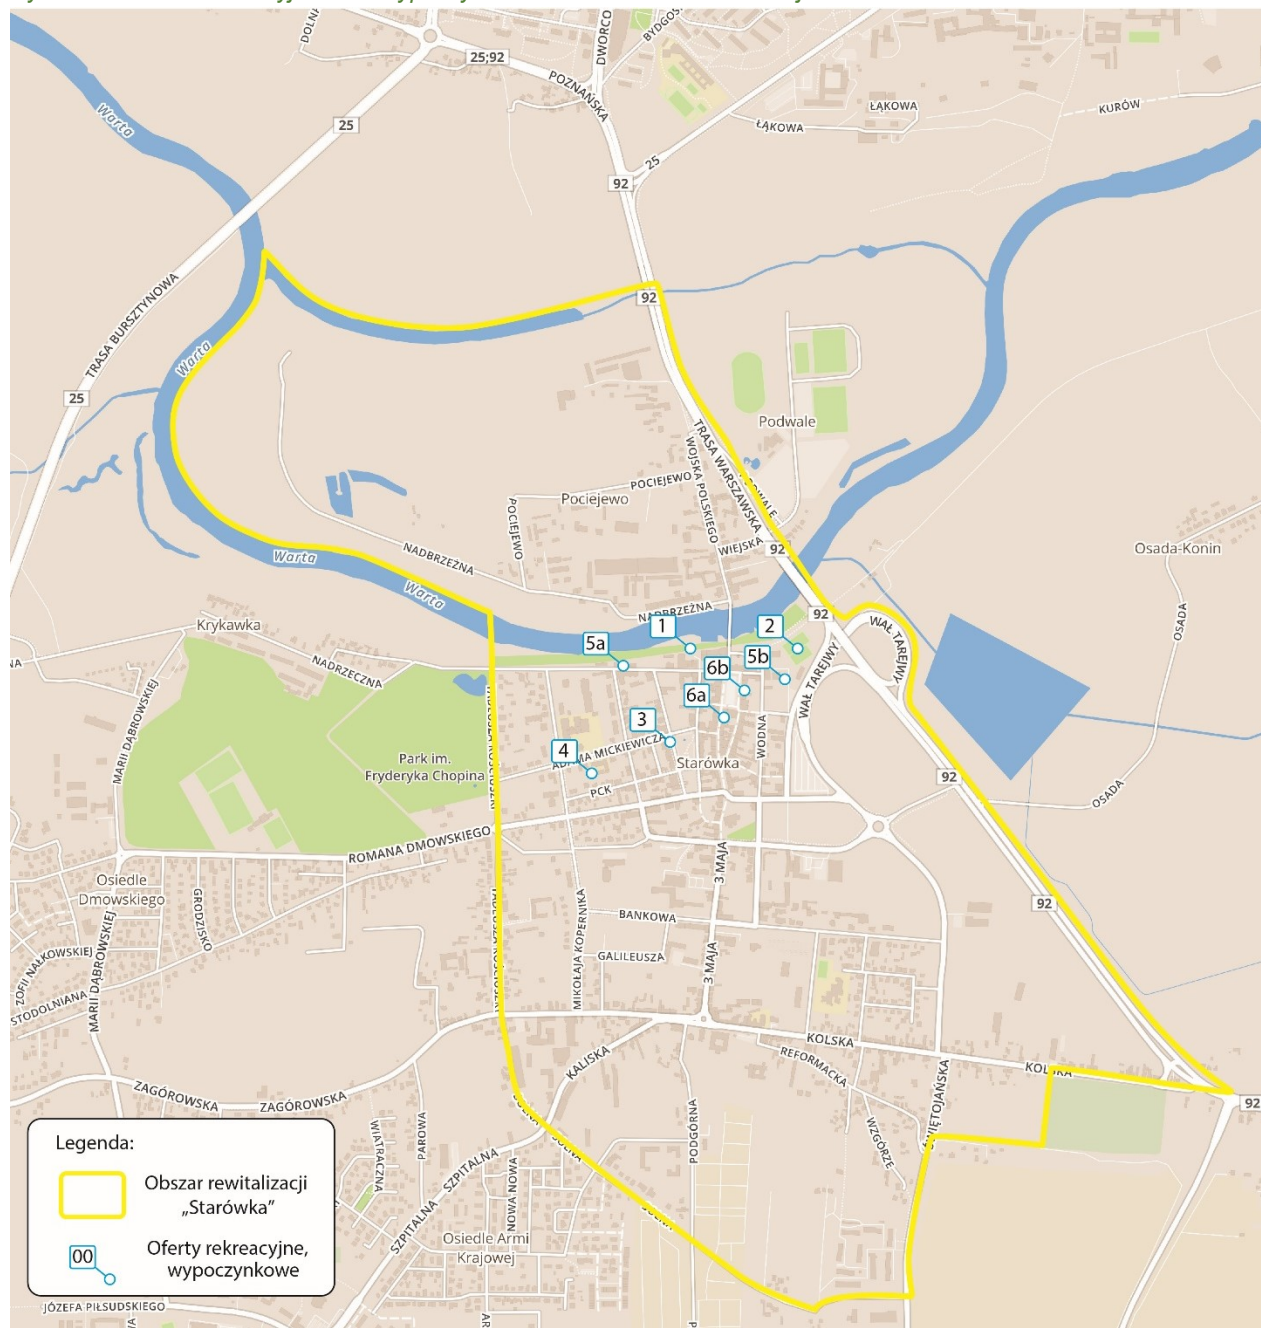 DOLNA
25;92
DWORCO
BYDGOS
POZNAŃSKA
ŁĄKOWA
ŁĄKOWA
KURÓW
Warta
25
25
92
TRASA BURSZTYNOWA
92
Warta
25
Podwale
TRASA WARSZAWSKA
WOJSKA POLSKIEGO
POCIEJEWO
Pociejewo
POCIEJEWO
WIEJSKA
92
NADBRZEŻNA
Warta
Warta
Osada-Konin
NADBRZEŻNA
92
WAŁ TAREJWY
OSADA
Krykawka
1
2
5a
5b
6b
NADRZECZNA
6a
WAŁ TAREJWY
MARII DĄBROWSKIEJ
3
4
ADAMA MICKIEWICZA
WODNA
Park im.
Fryderyka Chopina
Starówka
PCK
92
OSADA
ROMANA DMOWSKIEGO
3 MAJA
Osiedle
Dmowskiego
GRODZISKO
BANKOWA
92
MIKOŁAJA KOPERNIKA
GALILEUSZA
3 MAJA
ZOFII NAŁKOWSKIEJ
STODOLNIANA
MARII DĄBROWSKIEJ
KOLSKA
REFORMACKA
KOLSKA
KALISKA
ZAGÓROWSKA
ZAGÓROWSKA
92
WZGÓRZE
ŚWIĘTOJAŃSKA
PODGÓRNA
PAROWA
WIATRACZNA
SZPITALNA
NOWA NOWA
SZPITALNA
Osiedle Armi
Krajowej
Legenda:
Obszar rewitalizacji
„Starówka”
00
Oferty rekreacyjne,
wypoczynkowe
JÓZEFA PIŁSUDSKIEGO